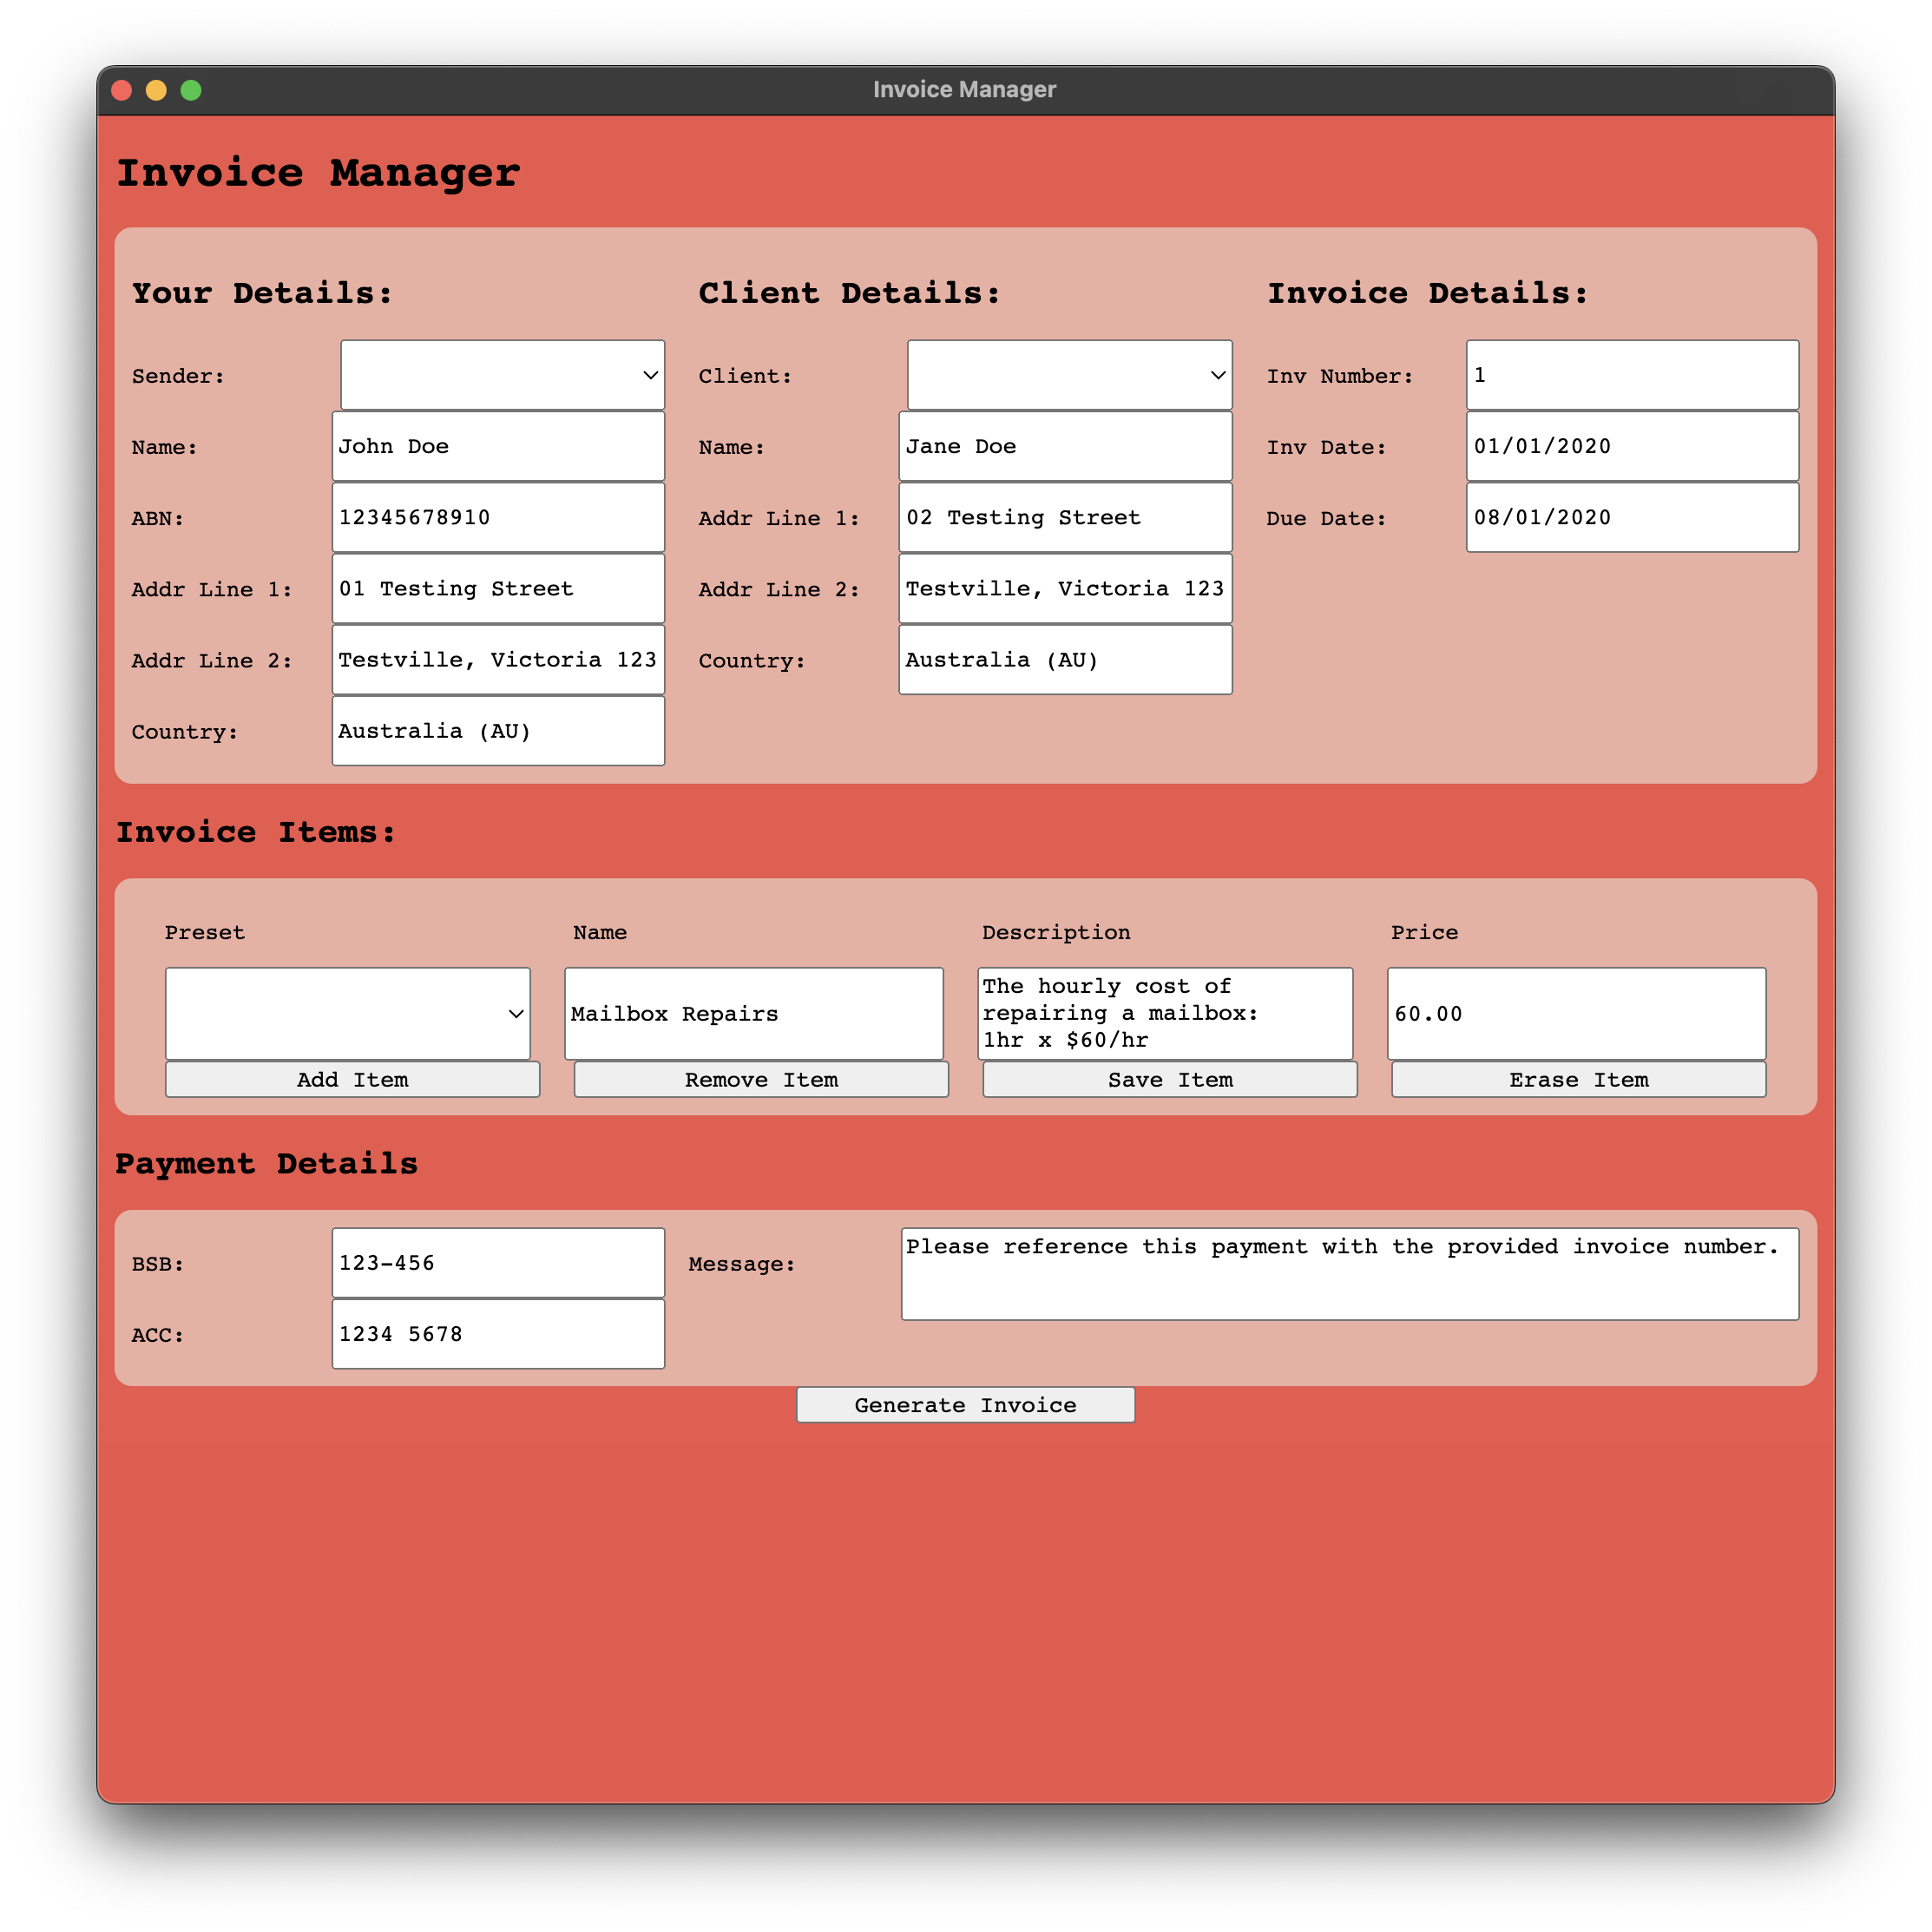 Invoice Manager
Invoice Manager
Your Details:
Sender:
Name: John Doe
ABN: 12345678910
Addr Line 1: 01 Testing Street
Addr Line 2: Testville, Victoria 123
Country: Australia (AU)
Client Details:
Client:
Name: Jane Doe
Addr Line 1: 02 Testing Street
Addr Line 2: Testville, Victoria 123
Country: Australia (AU)
Invoice Details:
Inv Number: 1
Inv Date: 01/01/2020
Due Date: 08/01/2020
Invoice Items:
Preset Name Description Price
Mailbox Repairs
The hourly cost of
repairing a mailbox:
1hr x $60/hr
60.00
Add Item Remove Item Save Item Erase Item
Payment Details
BSB: 123-456
ACC: 1234 5678
Message: Please reference this payment with the provided invoice number.
Generate Invoice